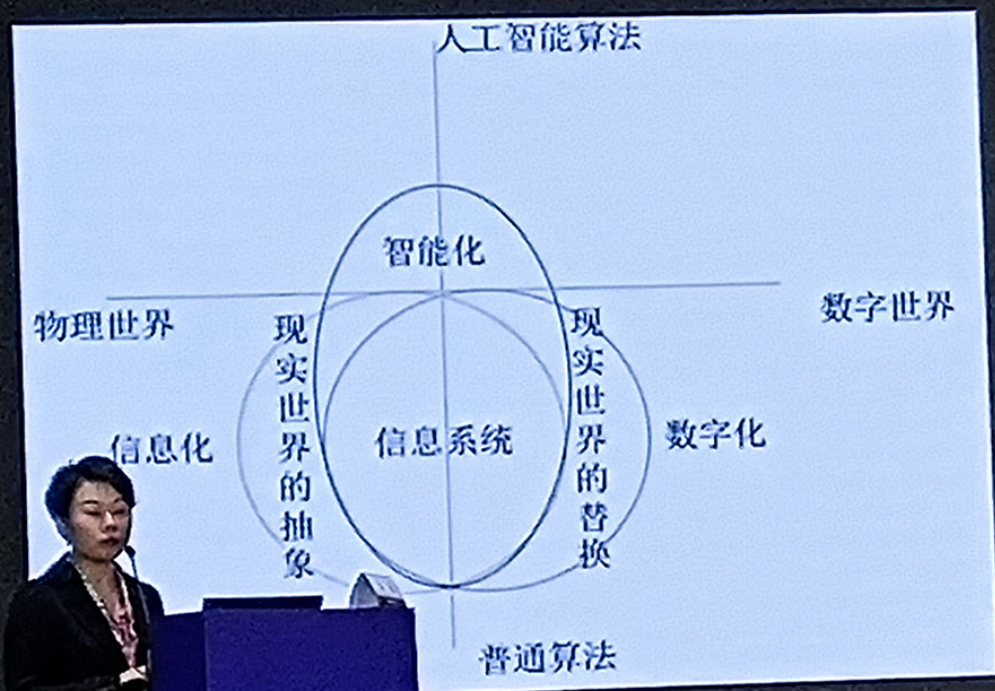 人工智能算法
智能化
物理世界
数字世界
现实世界的抽象
现实世界的替换
信息化
信息系统
数字化
普通算法